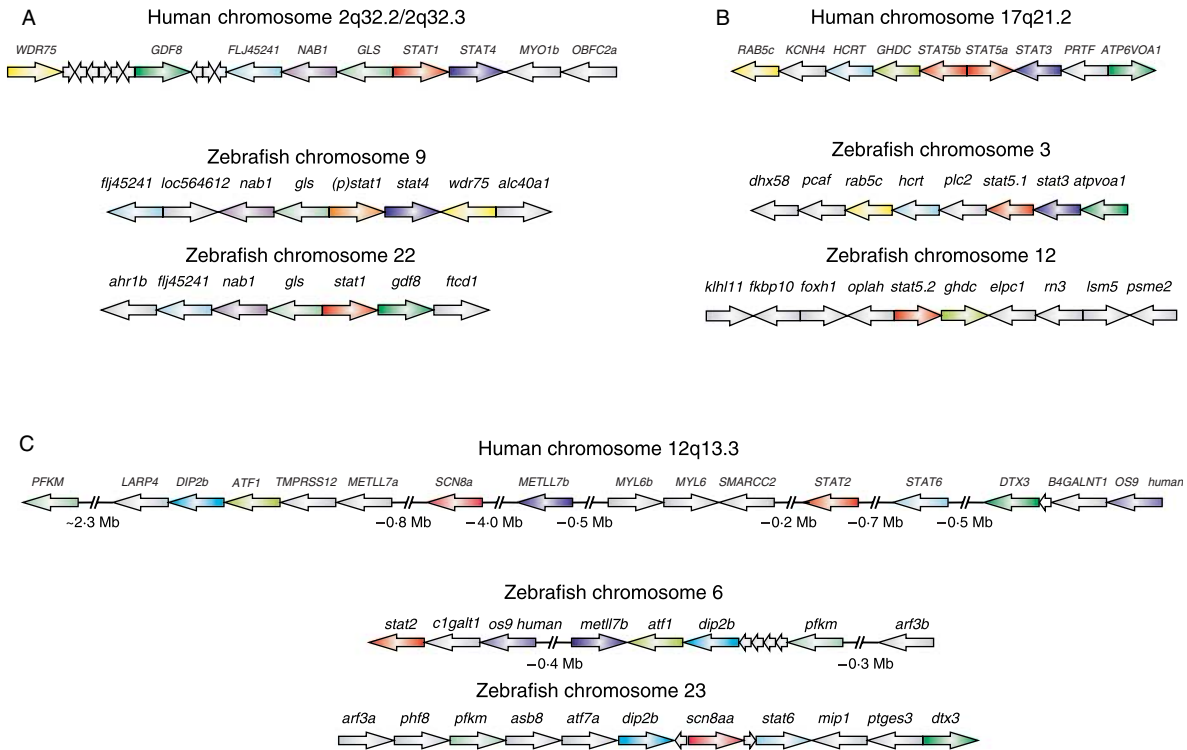 A
Human chromosome 2q32.2/2q32.3
WDR75 GDF8 FLJ45241 NAB1 GLS STAT1 STAT4 MYO1b OBFC2a
Zebrafish chromosome 9
flj45241 loc564612 nab1 gls (p)stat1 stat4 wdr75 alc40a1
Zebrafish chromosome 22
ahr1b flj45241 nab1 gls stat1 gdf8 ftcd1
B
Human chromosome 17q21.2
RAB5c KCNH4 HCRT GHDC STAT5b STAT5a STAT3 PRTF ATP6VOA1
Zebrafish chromosome 3
dhx58 pcaf rab5c hcrt plc2 stat5.1 stat3 atpvoa1
Zebrafish chromosome 12
klhl11 fkbp10 foxh1 oplah stat5.2 ghdc elpc1 rn3 lsm5 psme2
C
Human chromosome 12q13.3
PFKM LARP4 DIP2b ATF1 TMPRSS12 METLL7a SCN8a METLL7b MYL6b MYL6 SMARCC2 STAT2 STAT6 DTX3 B4GALNT1 OS9 human
~2·3 Mb −0·8 Mb −4·0 Mb −0·5 Mb −0·2 Mb −0·7 Mb −0·5 Mb
Zebrafish chromosome 6
stat2 c1galt1 os9 human metll7b atf1 dip2b pfkm arf3b
−0·4 Mb −0·3 Mb
Zebrafish chromosome 23
arf3a phf8 pfkm asb8 atf7a dip2b scn8aa stat6 mip1 ptges3 dtx3